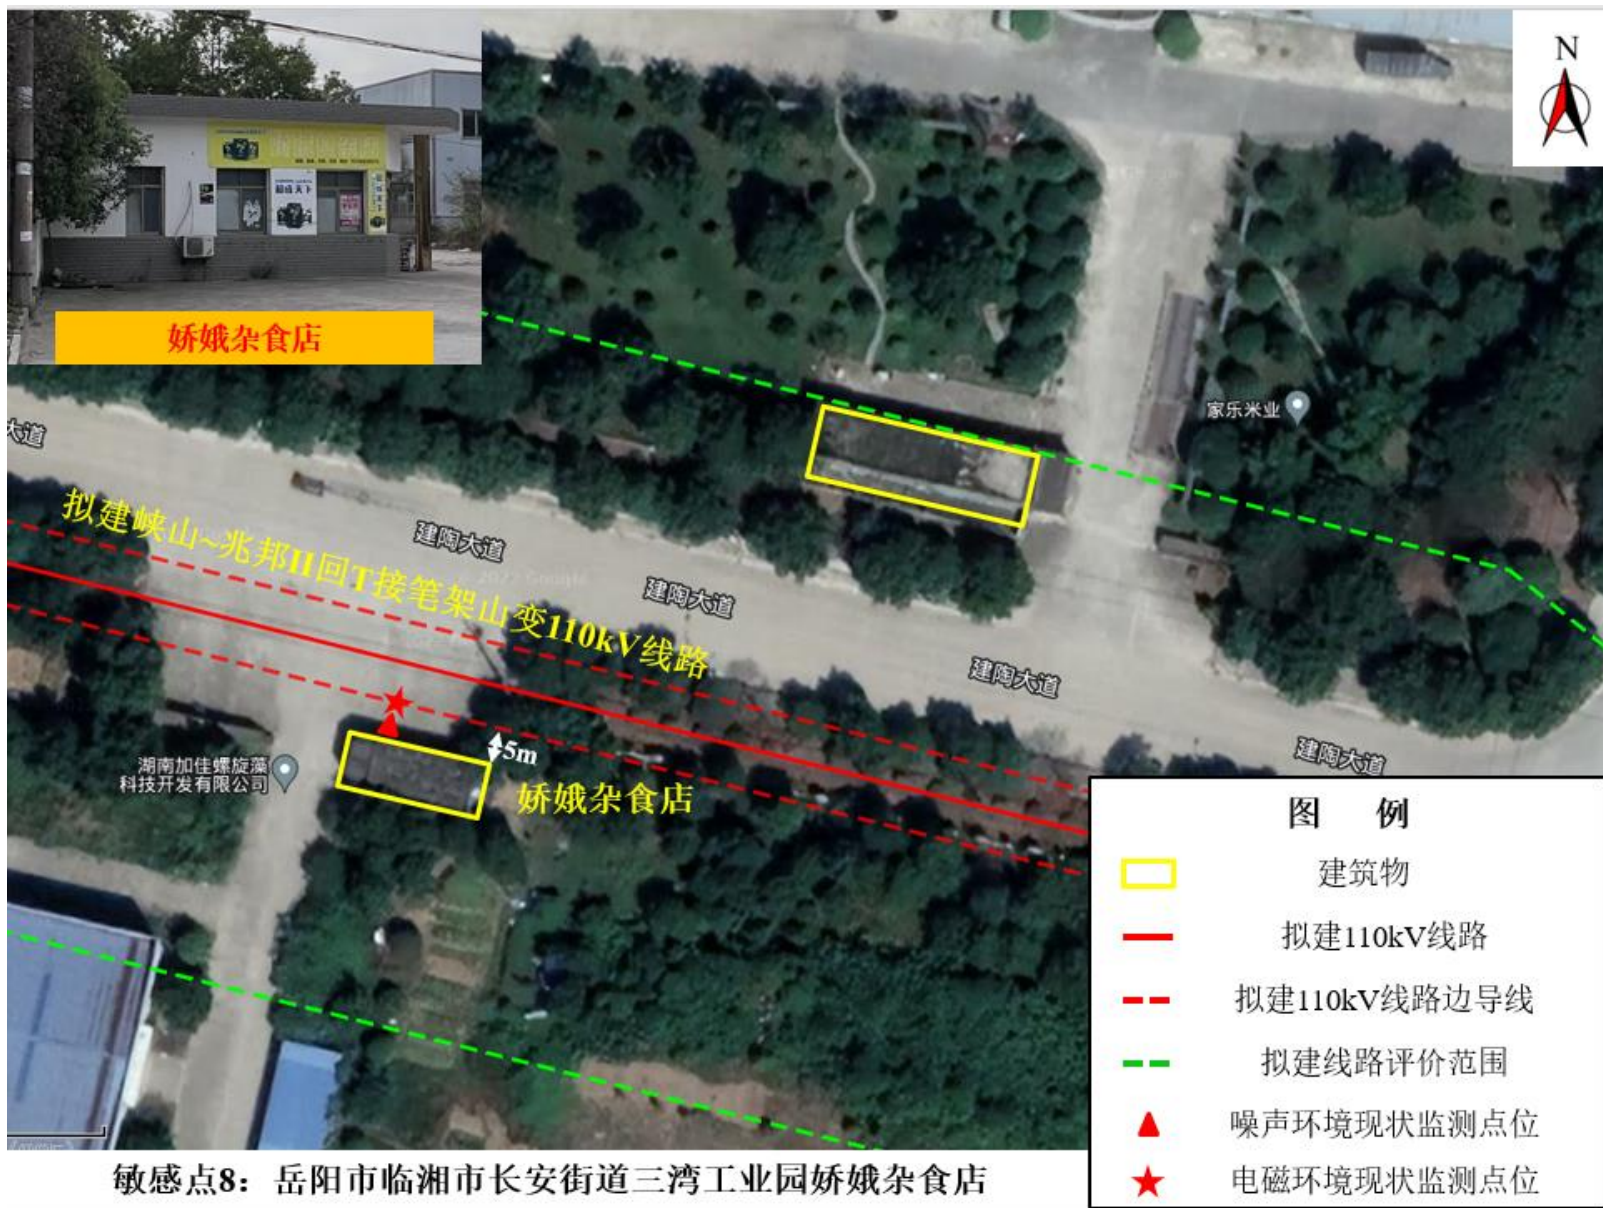 N
超成天下
娇娥杂食店
家乐米业
大道
拟建峡山~兆邦II回T接笔架山变110kV线路
建陶大道
建陶大道
建陶大道
建陶大道
5m
湖南加佳螺旋藻
科技开发有限公司
娇娥杂食店
图 例
建筑物
拟建110kV线路
拟建110kV线路边导线
拟建线路评价范围
噪声环境现状监测点位
电磁环境现状监测点位
敏感点8：岳阳市临湘市长安街道三湾工业园娇娥杂食店